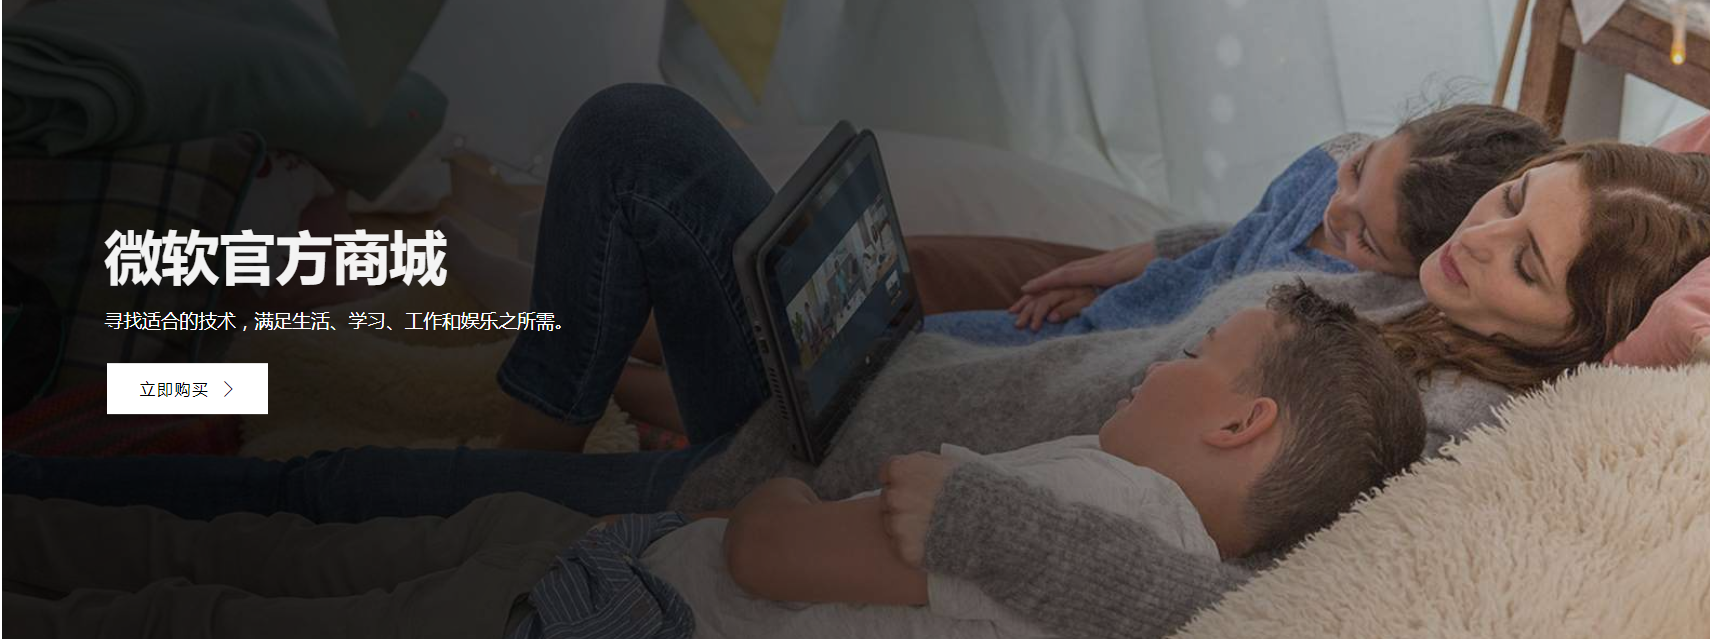 微软官方商城
寻找适合的技术，满足生活、学习、工作和娱乐之所需。
立即购买